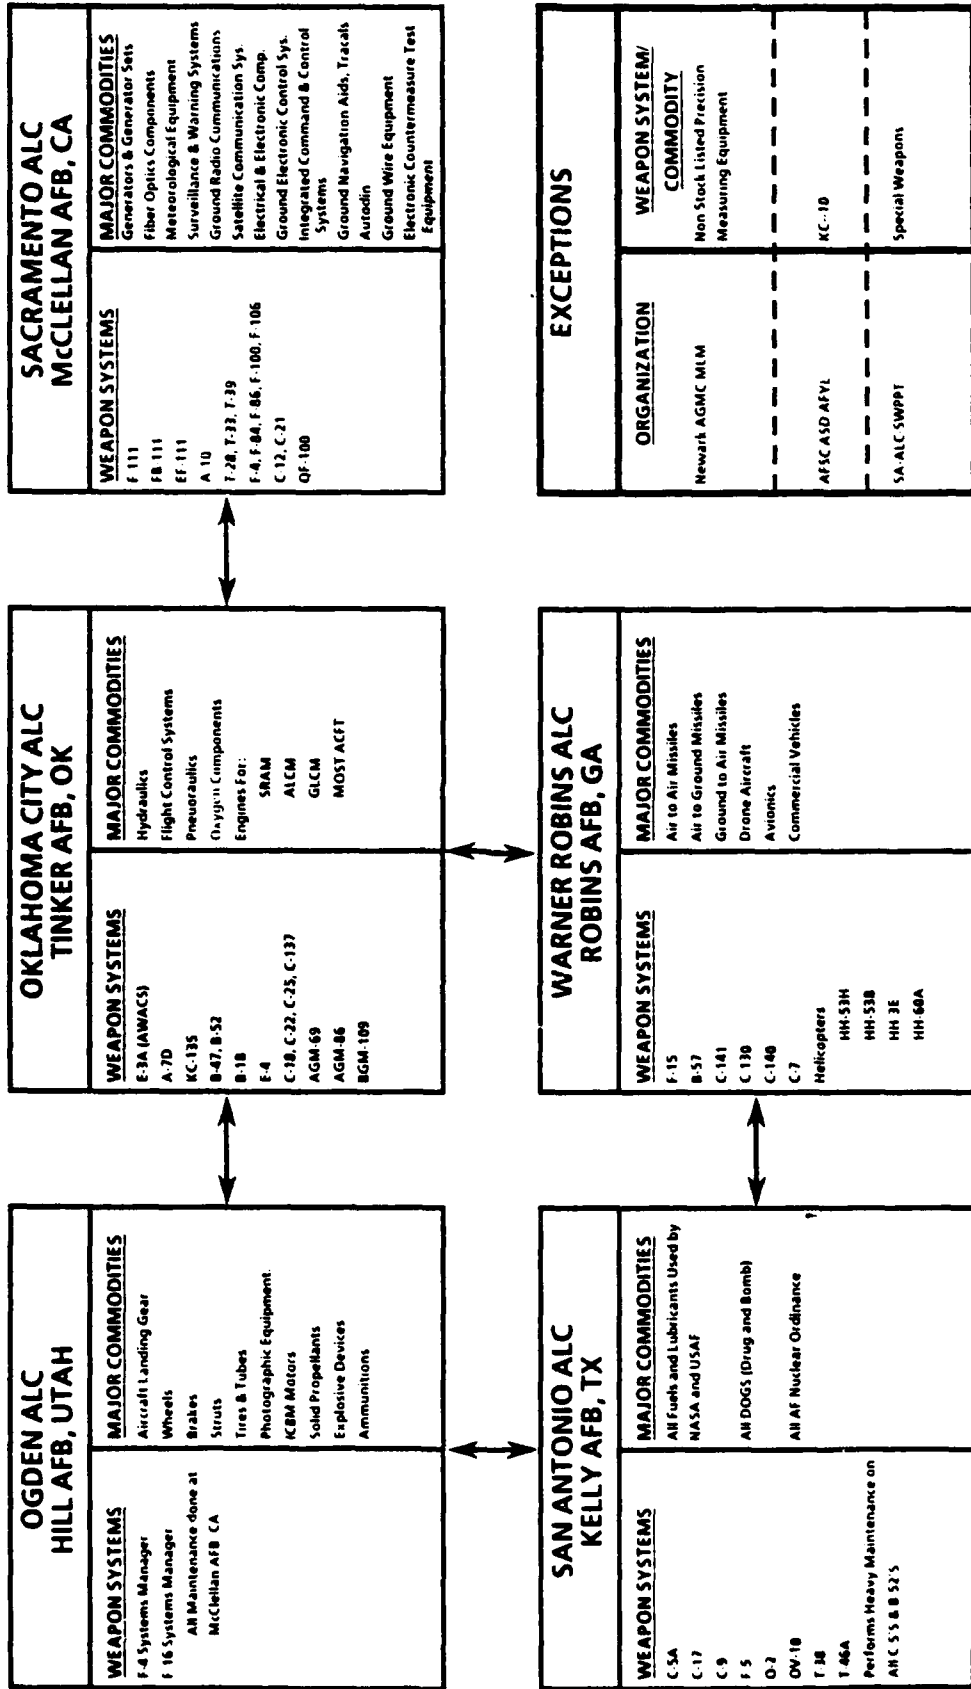 OGDEN ALC
HILL AFB, UTAH
WEAPON SYSTEMS
F-4 Systems Manager
F 16 Systems Manager
All Maintenance done at
McClellan AFB CA
MAJOR COMMODITIES
Aircraft Landing Gear
Wheels
Brakes
Struts
Tires & Tubes
Photographic Equipment
ICBM Motors
Solid Propellants
Explosive Devices
Ammunitions
OKLAHOMA CITY ALC
TINKER AFB, OK
WEAPON SYSTEMS
E-3A (AWACS)
A-7D
KC-135
B-47, B-52
B-1B
E-4
C-18, C-22, C-25, C-137
AGM-69
AGM-86
BGM-109
MAJOR COMMODITIES
Hydraulics
Flight Control Systems
Pneuoraulics
Oxygen Components
Engines For:
SRAM
ALCM
GLCM
MOST ACFT
SACRAMENTO ALC
McCLELLAN AFB, CA
WEAPON SYSTEMS
F 111
FB-111
EF-111
A 10
T-28, T-33, T-39
F-4, F-84, F-86, F-100, F-106
C-12, C-21
QF-100
MAJOR COMMODITIES
Generators & Generator Sets
Fiber Optics Components
Meteorological Equipment
Surveillance & Warning Systems
Ground Radio Cummunications
Satellite Communication Sys.
Electrical & Electronic Comp.
Ground Electronic Control Sys.
Integrated Command & Control
Systems
Ground Navigation Aids, Tracals
Autodin
Ground Wire Equipment
Electronic Countermeasure Test
Equipment
SAN ANTONIO ALC
KELLY AFB, TX
WEAPON SYSTEMS
C-5A
C-17
C-9
F 5
O-2
OV-10
T-38
T-46A
Performs Heavy Maintenance on
All C 5'S & B 52'S
MAJOR COMMODITIES
All Fuels and Lubricants Used by
NASA and USAF
All DOGS (Drug and Bomb)
All AF Nuclear Ordinance
WARNER ROBINS ALC
ROBINS AFB, GA
WEAPON SYSTEMS
F-15
B-57
C-141
C 130
C-140
C-7
Helicopters
HH-53H
HH-53B
HH 3E
HH-60A
MAJOR COMMODITIES
Air to Air Missiles
Air to Ground Missiles
Ground to Air Missiles
Drone Aircraft
Avionics
Commercial Vehicles
EXCEPTIONS
ORGANIZATION
WEAPON SYSTEM/
COMMODITY
Newark AGMC MLM
Non Stock Listed Precision
Measuring Equipment
AFSC ASD AFYL
KC-10
SA-ALC-SWPPT
Special Weapons